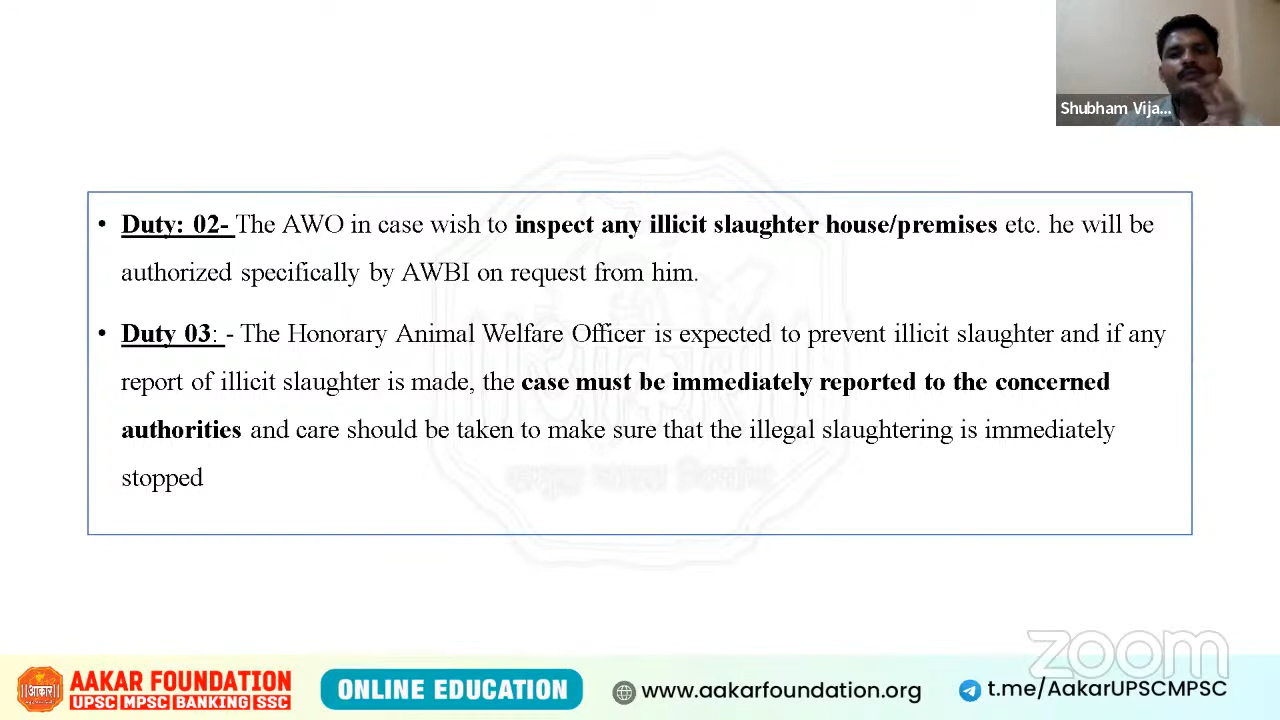 Shubham Vija...
• Duty: 02- The AWO in case wish to inspect any illicit slaughter house/premises etc. he will be
authorized specifically by AWBI on request from him.
• Duty 03: - The Honorary Animal Welfare Officer is expected to prevent illicit slaughter and if any
report of illicit slaughter is made, the case must be immediately reported to the concerned
authorities and care should be taken to make sure that the illegal slaughtering is immediately
stopped
zoom
॥आकार॥
AAKAR FOUNDATION
UPSC MPSC BANKING SSC
ONLINE EDUCATION
www.aakarfoundation.org
t.me/AakarUPSCMPSC